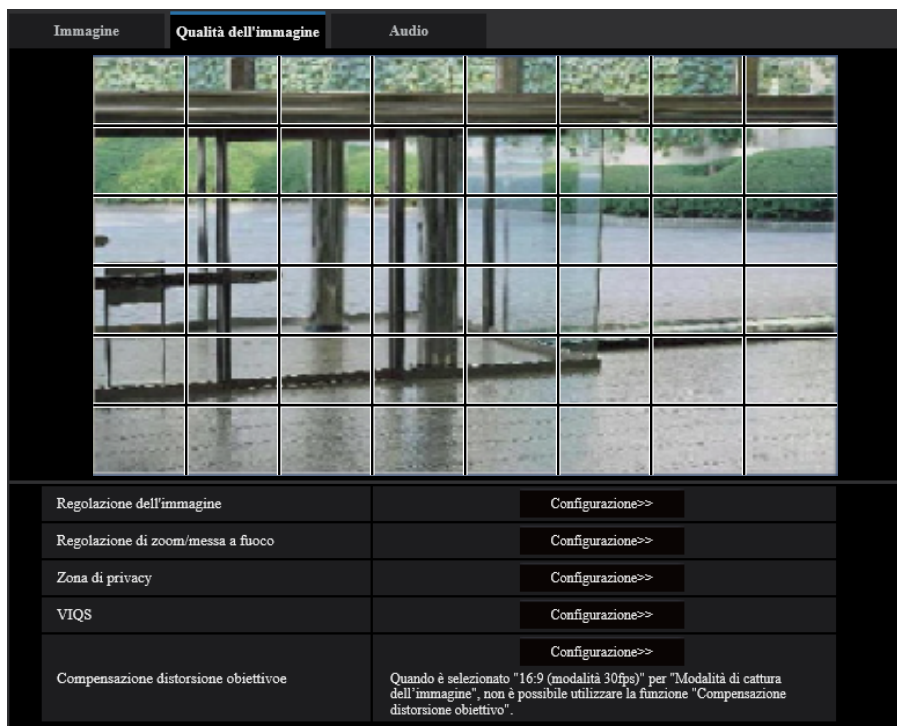 Immagine
Qualità dell'immagine
Audio
Regolazione dell'immagine
Configurazione>>
Regolazione di zoom/messa a fuoco
Configurazione>>
Zona di privacy
Configurazione>>
VIQS
Configurazione>>
Compensazione distorsione obiettivoe
Configurazione>>
Quando è selezionato "16:9 (modalità 30fps)" per "Modalità di cattura
dell'immagine", non è possibile utilizzare la funzione "Compensazione
distorsione obiettivo".